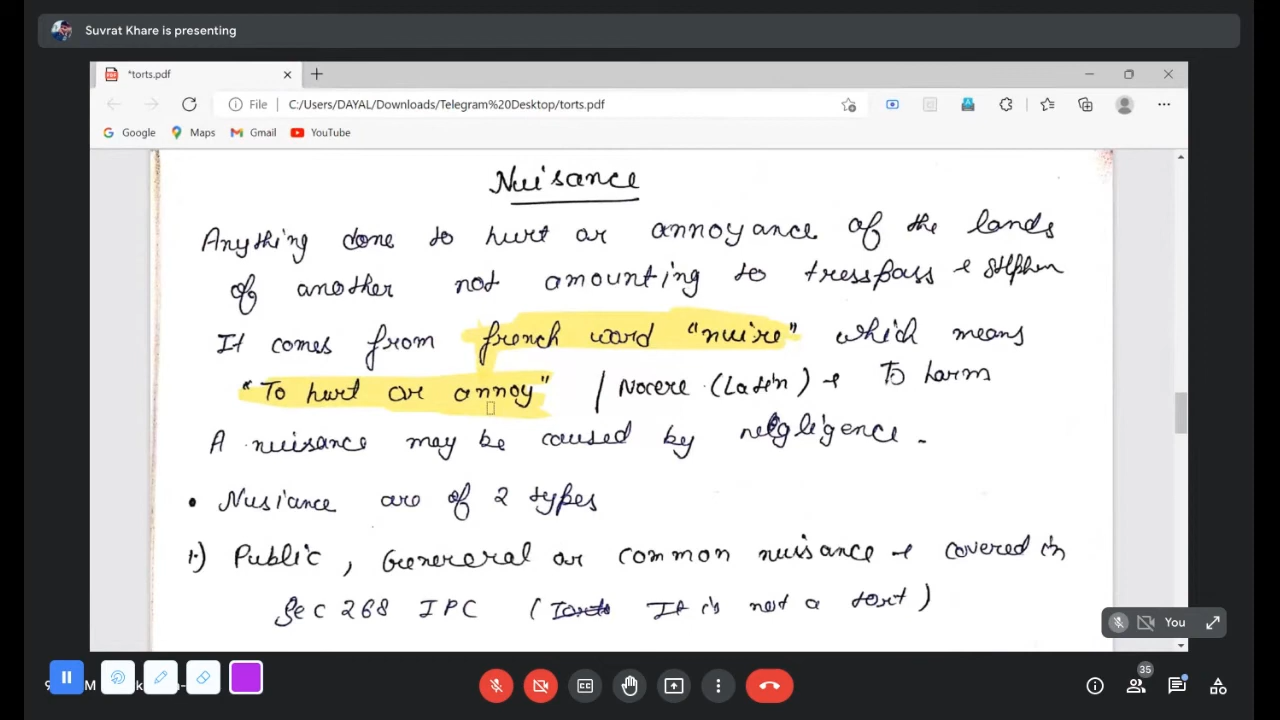 Suvrat Khare is presenting
*torts.pdf
File C:/Users/DAYAL/Downloads/Telegram%20Desktop/torts.pdf
Google Maps Gmail YouTube
Nuisance
Anything done to hurt or annoyance of the lands
of another not amounting to tresspass → Stephen
It comes from french word "nuire" which means
"To hurt or annoy" / Nocere (Latin) → To harm
A nuisance may be caused by neglgligence.
• Nusiance are of 2 types
1.) Public, Genereral or common nuisance → covered in
Sec 268 IPC (Torts It is not a tort)
You
35